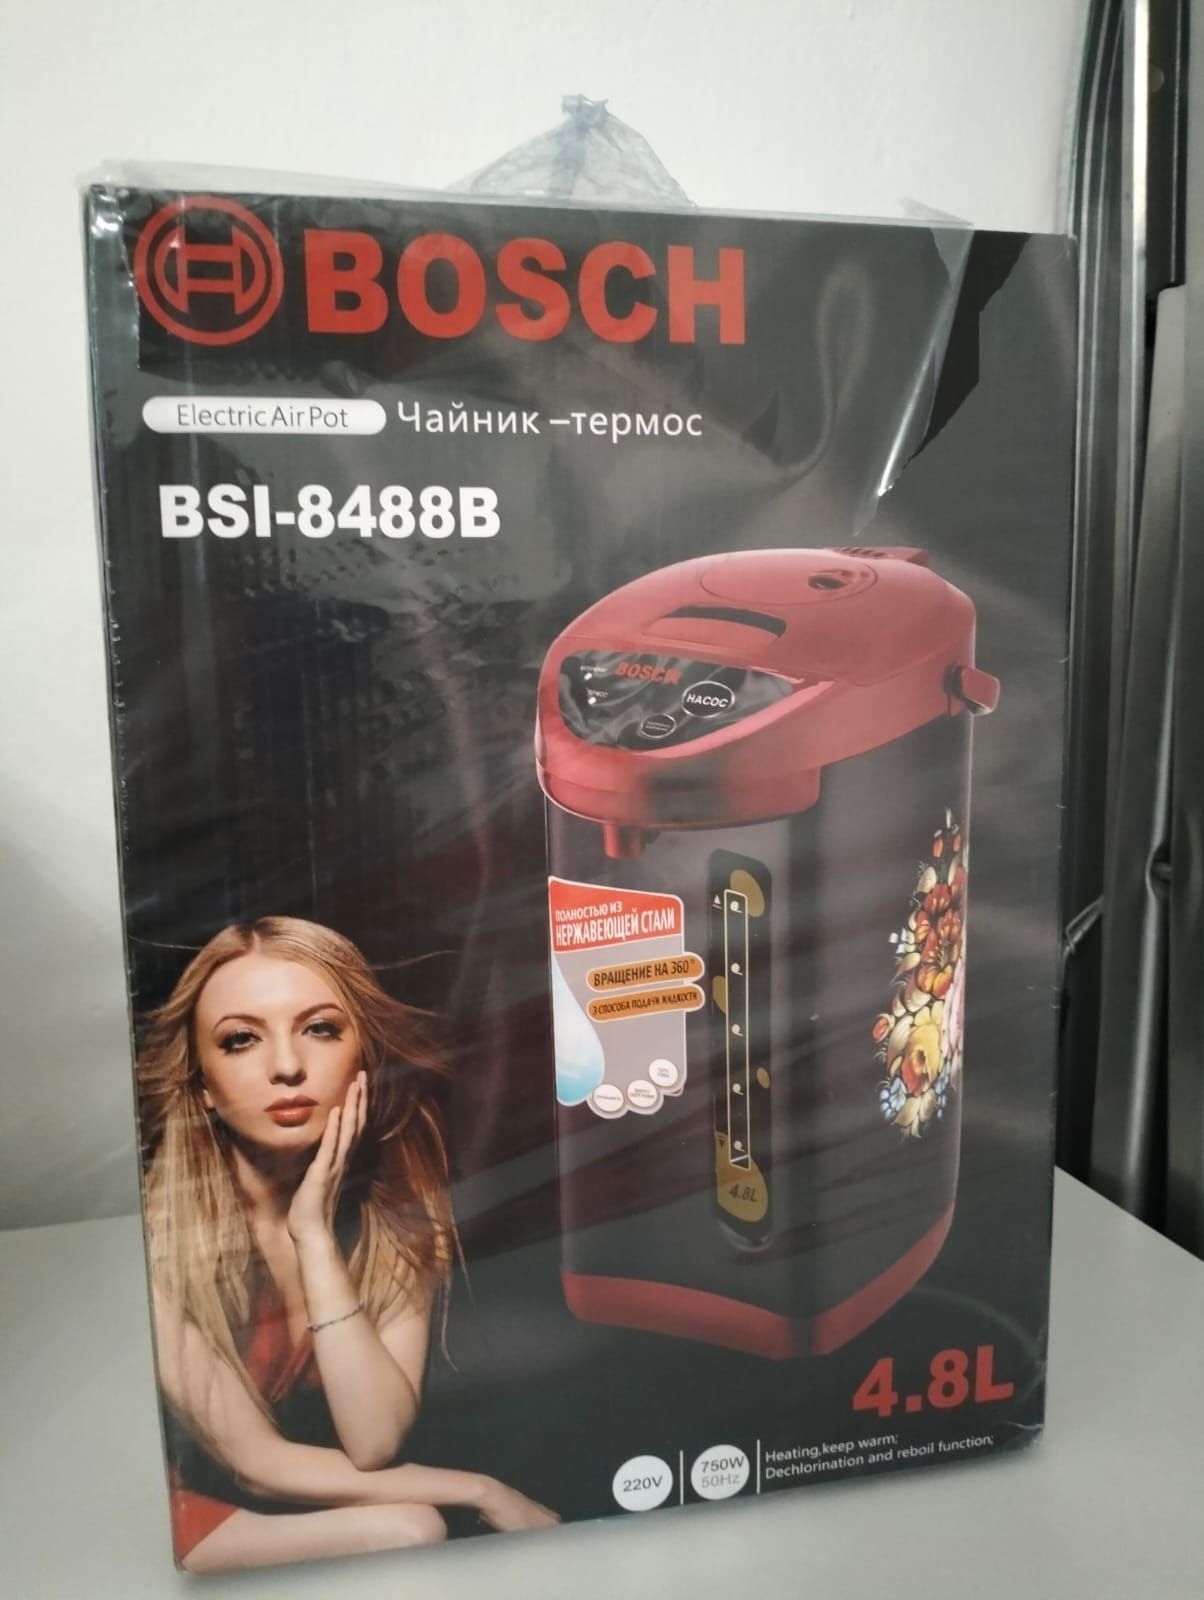 BOSCH
Electric Air Pot Чайник –термос
BSI-8488B
BOSCH
ТЕРМОС
НАСОС
ПОЛНОСТЬЮ ИЗ
НЕРЖАВЕЮЩЕЙ СТАЛИ
ВРАЩЕНИЕ НА 360°
3 СПОСОБА ПОДАЧИ ЖИДКОСТИ
4.8L
4.8L
220V
750W
50Hz
Heating,keep warm;
Dechlorination and reboil function;